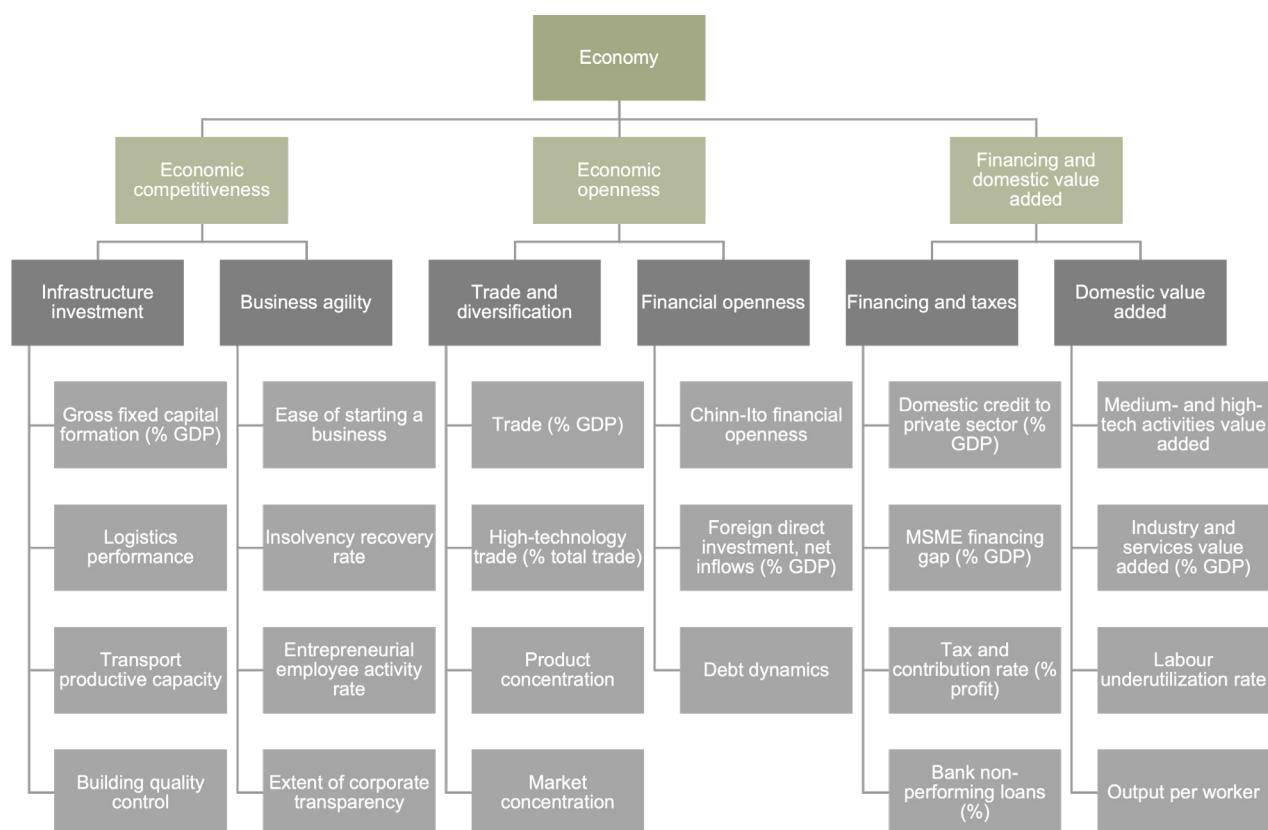 Economy
Economic
competitiveness
Economic
openness
Financing and
domestic value
added
Infrastructure
investment
Business agility
Trade and
diversification
Financial openness
Financing and taxes
Domestic value
added
Gross fixed capital
formation (% GDP)
Ease of starting a
business
Trade (% GDP)
Chinn-Ito financial
openness
Domestic credit to
private sector (%
GDP)
Medium- and high-
tech activities value
added
Logistics
performance
Insolvency recovery
rate
High-technology
trade (% total trade)
Foreign direct
investment, net
inflows (% GDP)
MSME financing
gap (% GDP)
Industry and
services value
added (% GDP)
Transport
productive capacity
Entrepreneurial
employee activity
rate
Product
concentration
Debt dynamics
Tax and
contribution rate (%
profit)
Labour
underutilization rate
Building quality
control
Extent of corporate
transparency
Market
concentration
Bank non-
performing loans
(%)
Output per worker